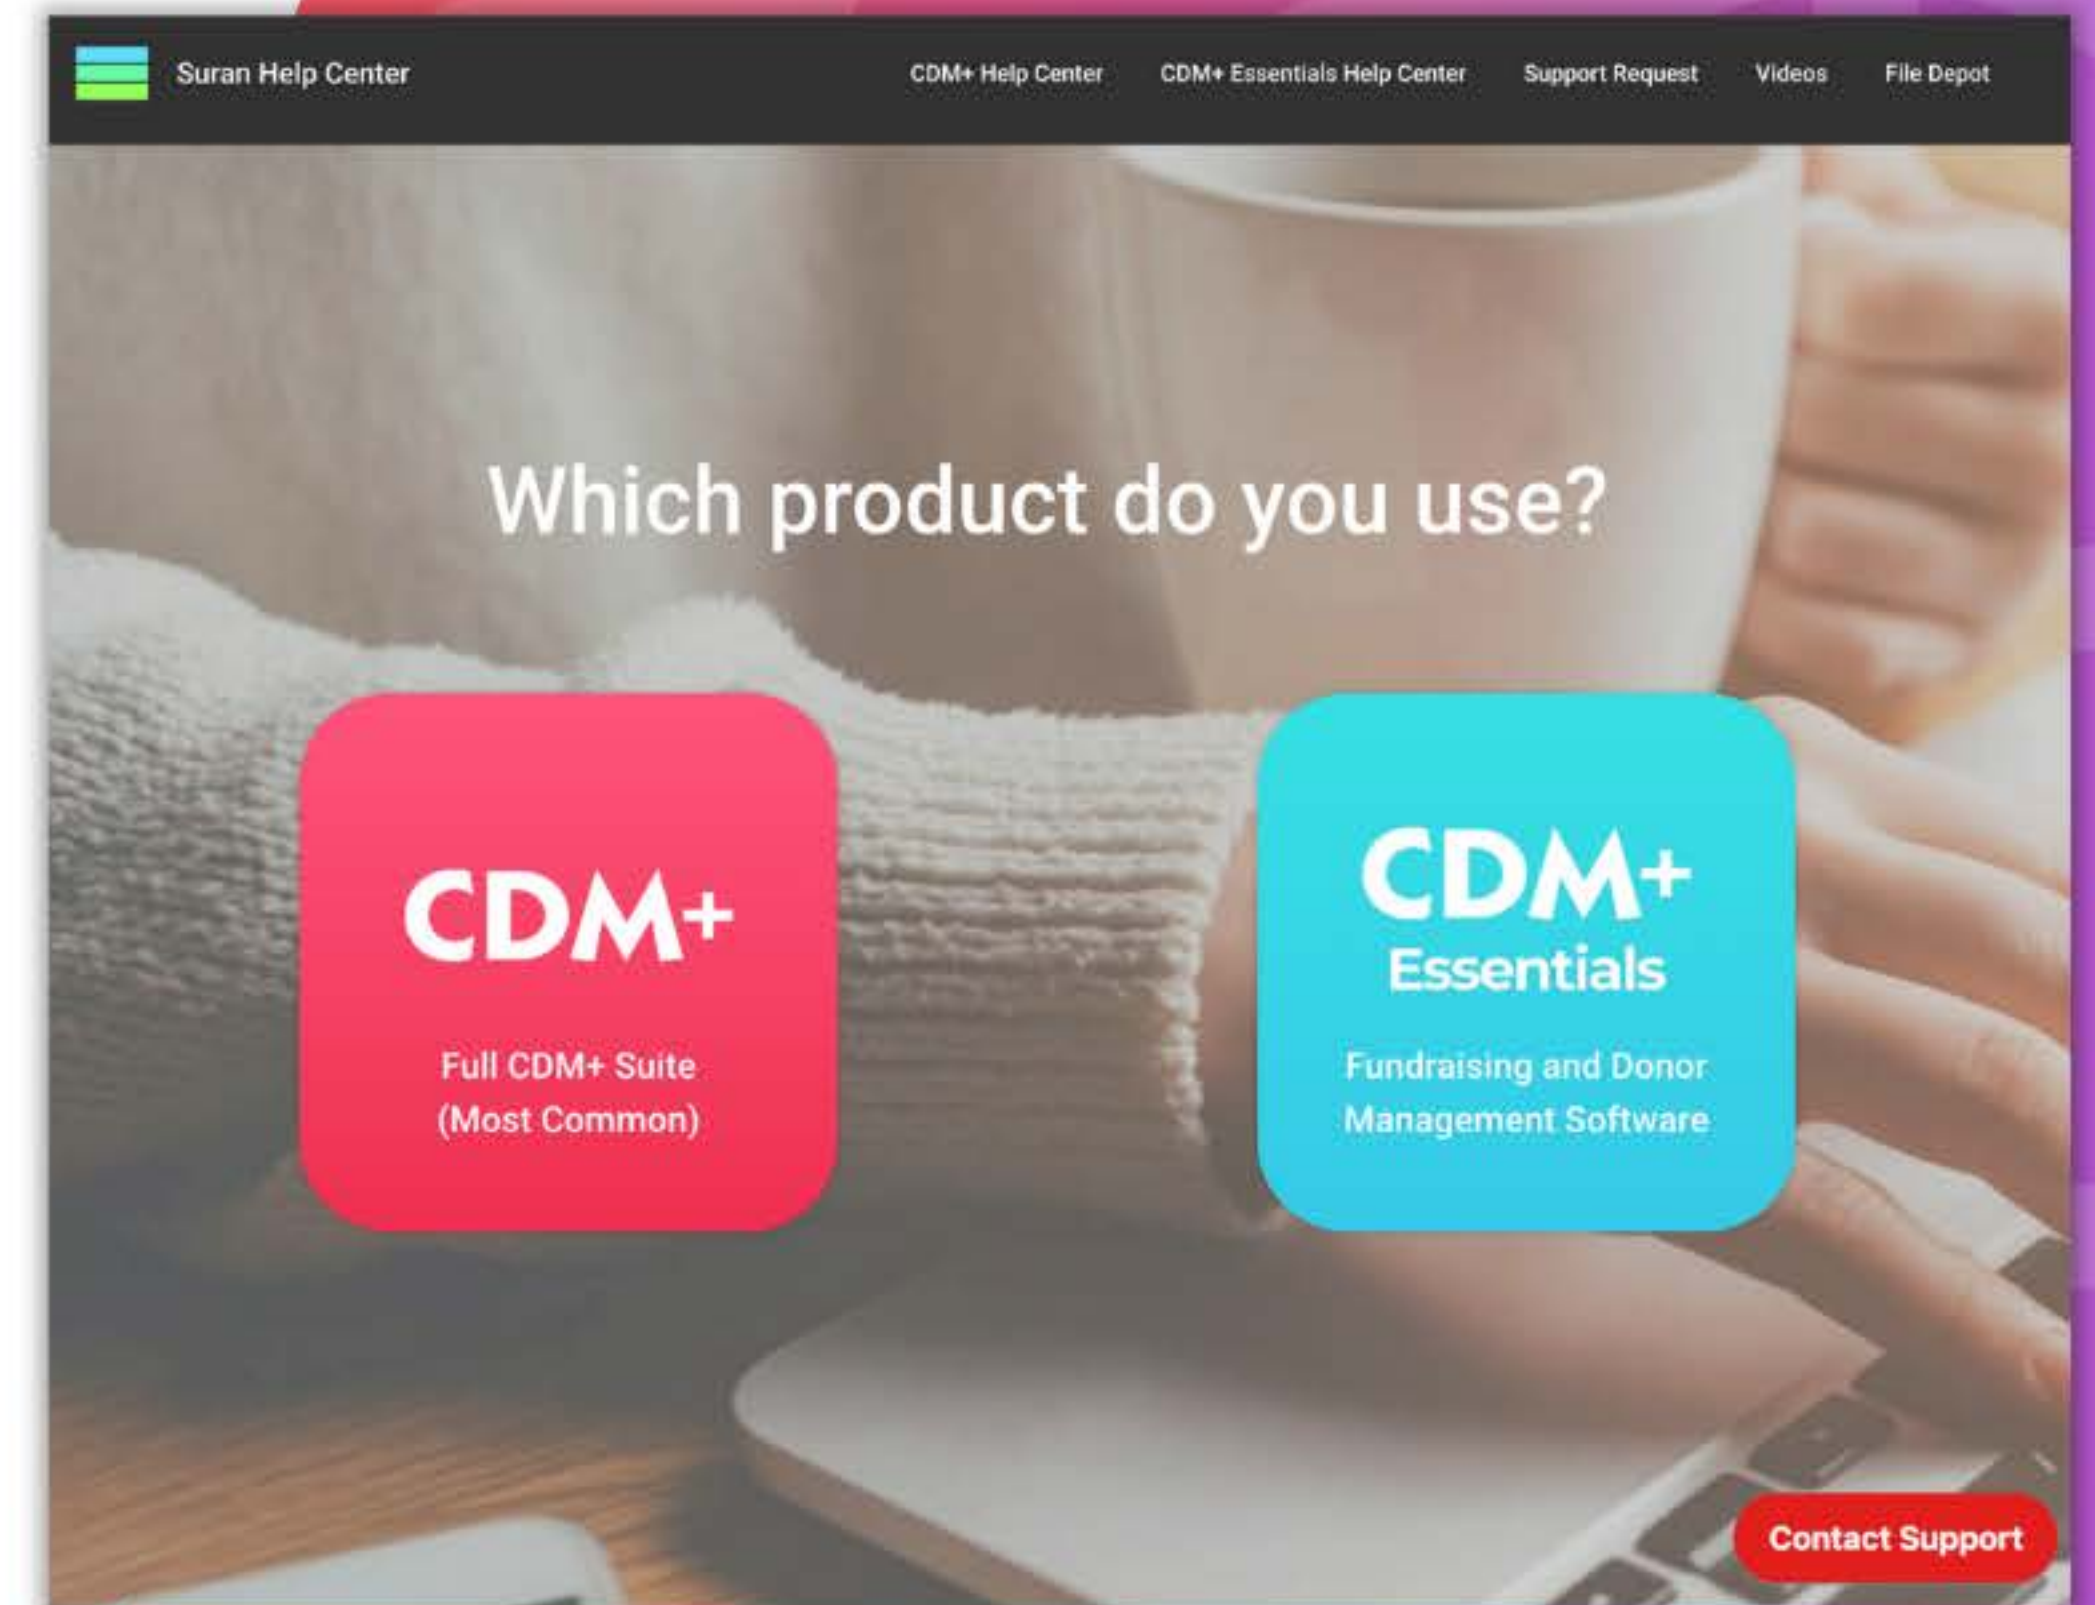 Suran Help Center
CDM+ Help Center
CDM+ Essentials Help Center
Support Request
Videos
File Depot
Which product do you use?
CDM+
Full CDM+ Suite
(Most Common)
CDM+
Essentials
Fundraising and Donor
Management Software
Contact Support